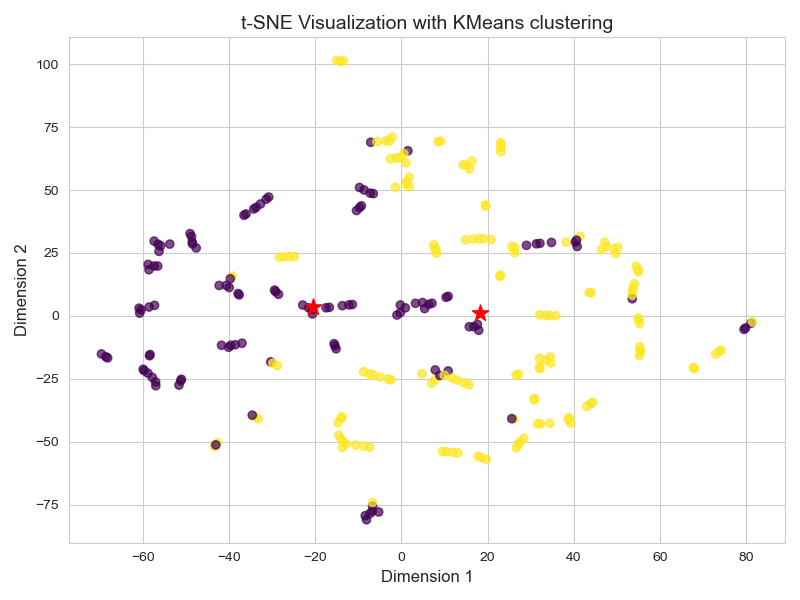 t-SNE Visualization with KMeans clustering
100
75
50
25
0
−25
−50
−75
Dimension 2
−60 −40 −20 0 20 40 60 80
Dimension 1